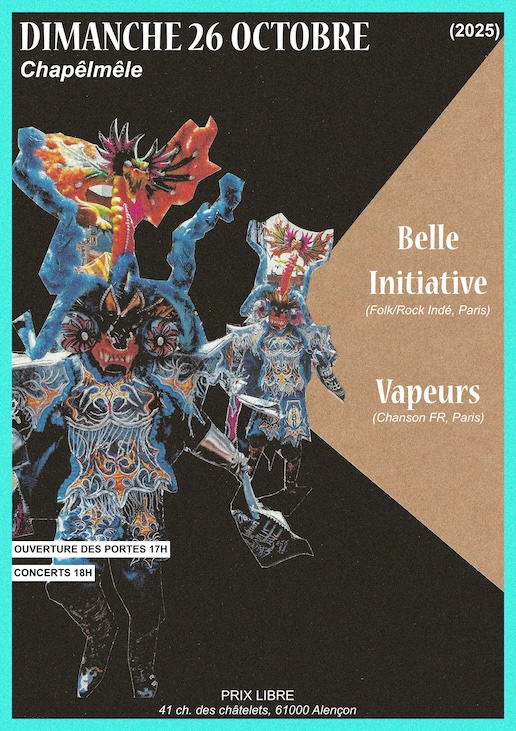 DIMANCHE 26 OCTOBRE
(2025)
Chapêlmêle
Belle
Initiative
(Folk/Rock Indé, Paris)
Vapeurs
(Chanson FR, Paris)
OUVERTURE DES PORTES 17H
CONCERTS 18H
PRIX LIBRE
41 ch. des châtelets, 61000 Alençon